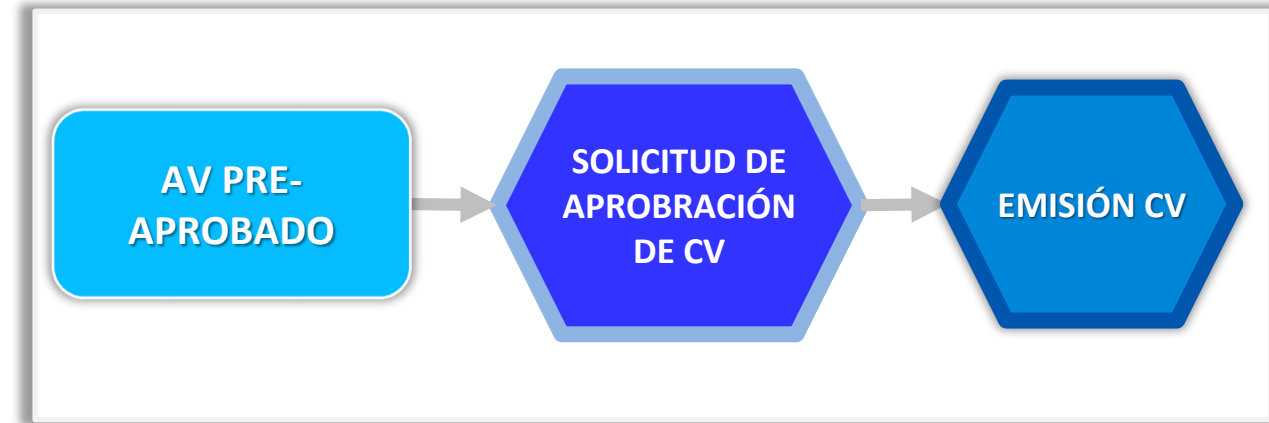 AV PRE-
APROBADO
SOLICITUD DE
APROBRACIÓN
DE CV
EMISIÓN CV